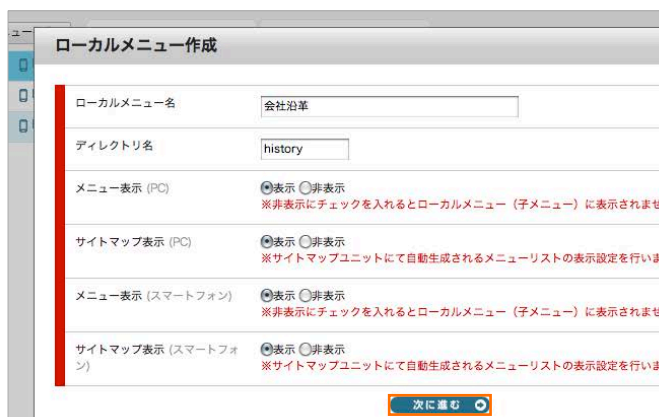 ュー
ローカルメニュー作成
ローカルメニュー名
会社沿革
ディレクトリ名
history
メニュー表示 (PC)
表示 非表示
※非表示にチェックを入れるとローカルメニュー（子メニュー）に表示されませ
サイトマップ表示 (PC)
表示 非表示
※サイトマップユニットにて自動生成されるメニューリストの表示設定を行いま
メニュー表示 (スマートフォン)
表示 非表示
※非表示にチェックを入れるとローカルメニュー（子メニュー）に表示されませ
サイトマップ表示 (スマートフォ
ン)
表示 非表示
※サイトマップユニットにて自動生成されるメニューリストの表示設定を行いま
次に進む